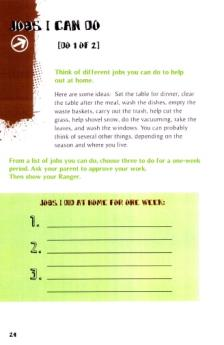 JOBS I CAN DO
[DO 1 OF 2]
Think of different jobs you can do to help
out at home.
Here are some ideas: Set the table for dinner, clear
the table after the meal, wash the dishes, empty the
waste baskets, carry out the trash, help cut the
grass, help shovel snow, do the vacuuming, rake the
leaves, and wash the windows. You can probably
think of several other things, depending on the
season and where you live.
From a list of jobs you can do, choose three to do for a one-week
period. Ask your parent to approve your work.
Then show your Ranger.
JOBS I DID AT HOME FOR ONE WEEK:
1.
2.
3.
24